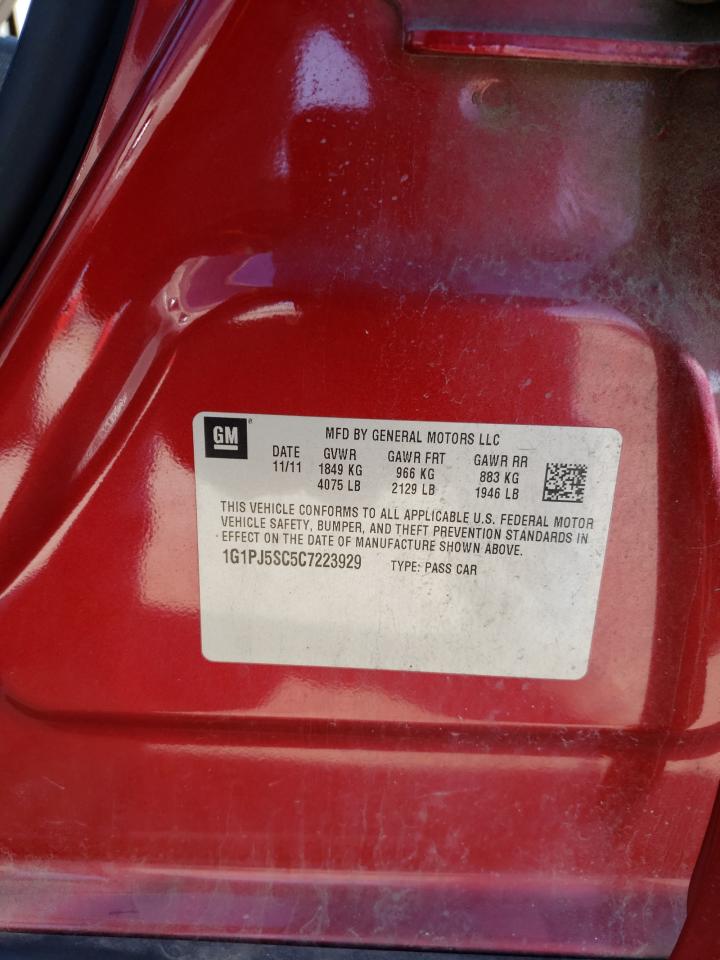 GM®
MFD BY GENERAL MOTORS LLC
DATE GVWR GAWR FRT GAWR RR
11/11 1849 KG 966 KG 883 KG
4075 LB 2129 LB 1946 LB
THIS VEHICLE CONFORMS TO ALL APPLICABLE U.S. FEDERAL MOTOR
VEHICLE SAFETY, BUMPER, AND THEFT PREVENTION STANDARDS IN
EFFECT ON THE DATE OF MANUFACTURE SHOWN ABOVE.
1G1PJ5SC5C7223929 TYPE: PASS CAR